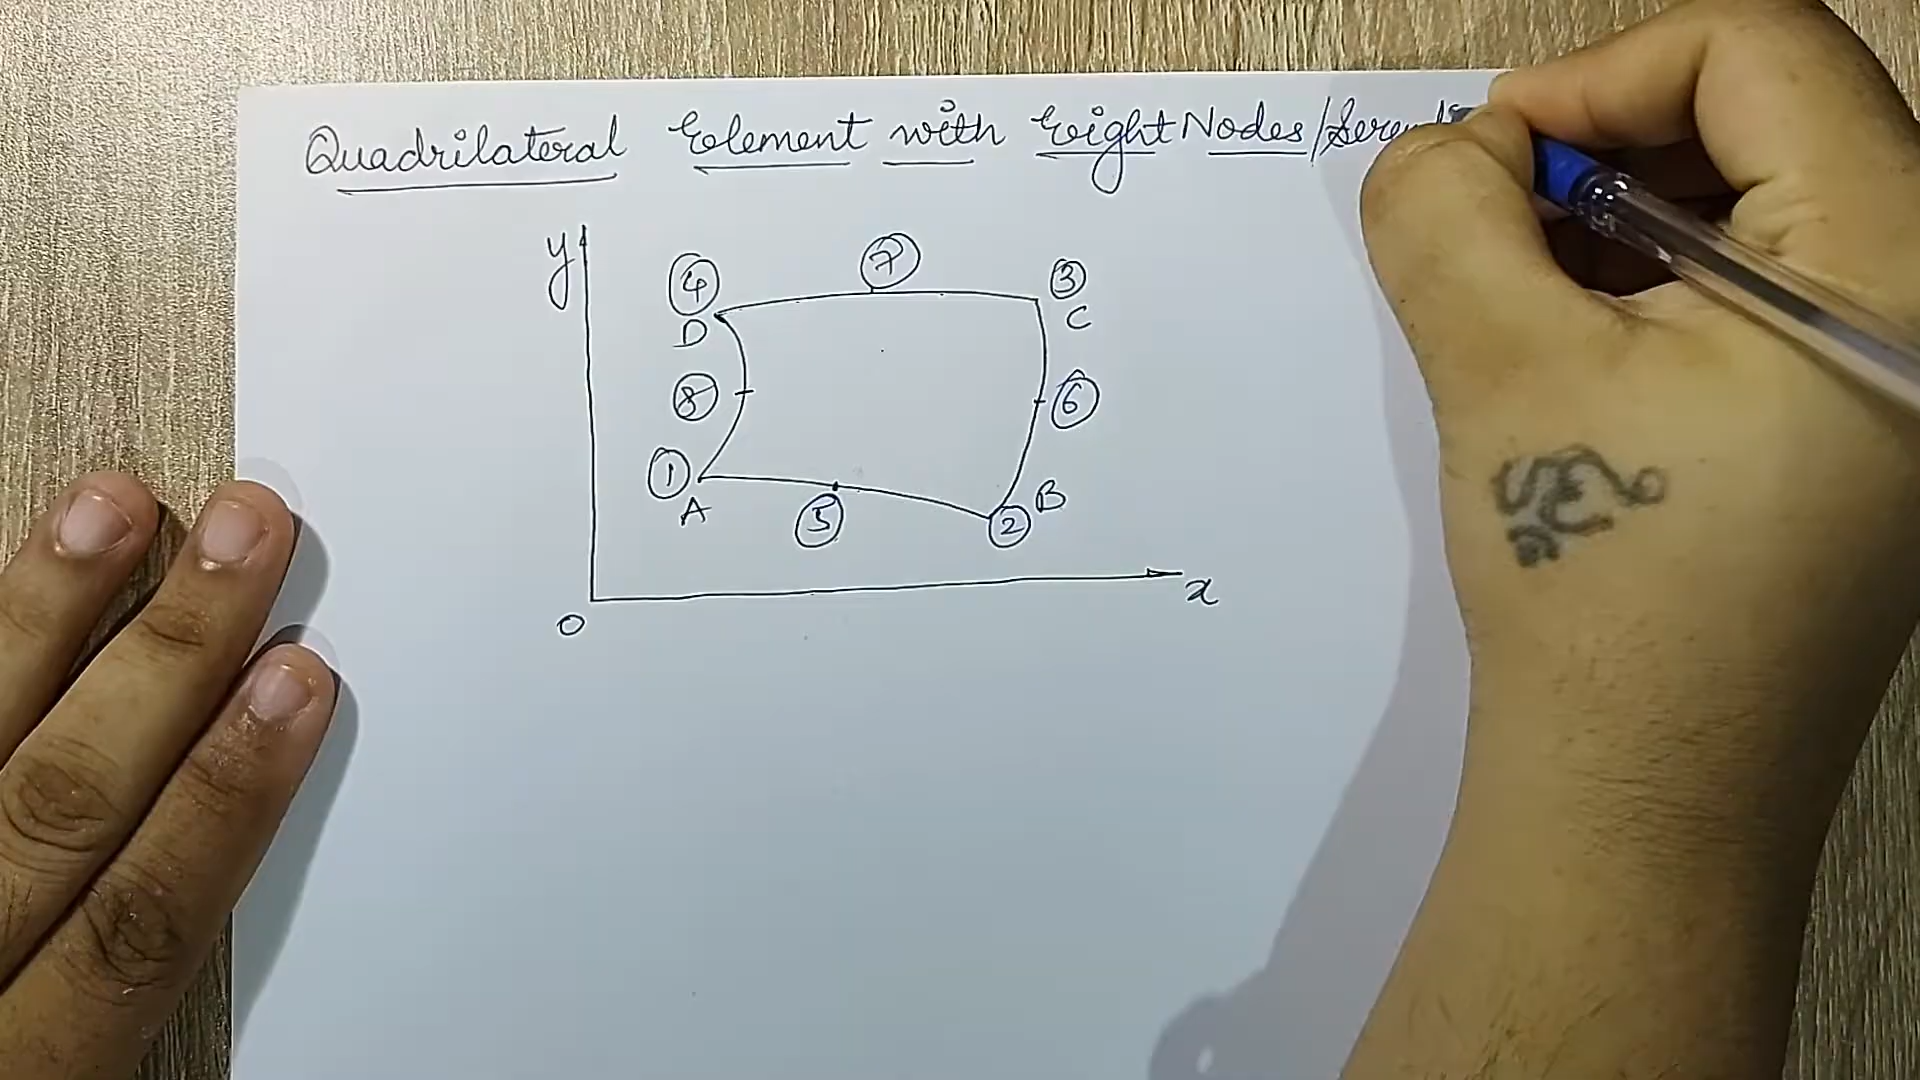 Quadrilateral Element with Eight Nodes/
y
4 7 3
D C
8 6
1 B
A 5 2
x
O